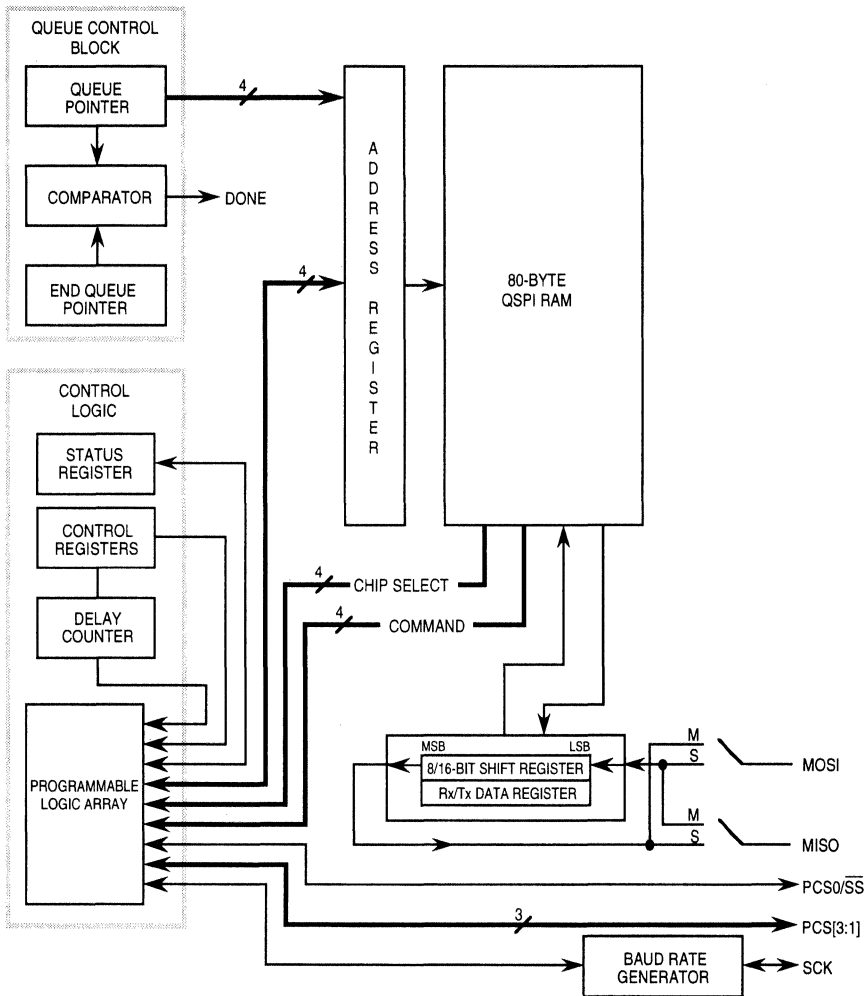 QUEUE CONTROL
BLOCK
QUEUE
POINTER
4
COMPARATOR
DONE
END QUEUE
POINTER
4
ADDRESS REGISTER
80-BYTE
QSPI RAM
CONTROL
LOGIC
STATUS
REGISTER
CONTROL
REGISTERS
DELAY
COUNTER
4
CHIP SELECT
4
COMMAND
PROGRAMMABLE
LOGIC ARRAY
MSB
LSB
8/16-BIT SHIFT REGISTER
Rx/Tx DATA REGISTER
M
S
MOSI
M
S
MISO
PCS0/S̅S̅
3
PCS[3:1]
BAUD RATE
GENERATOR
SCK